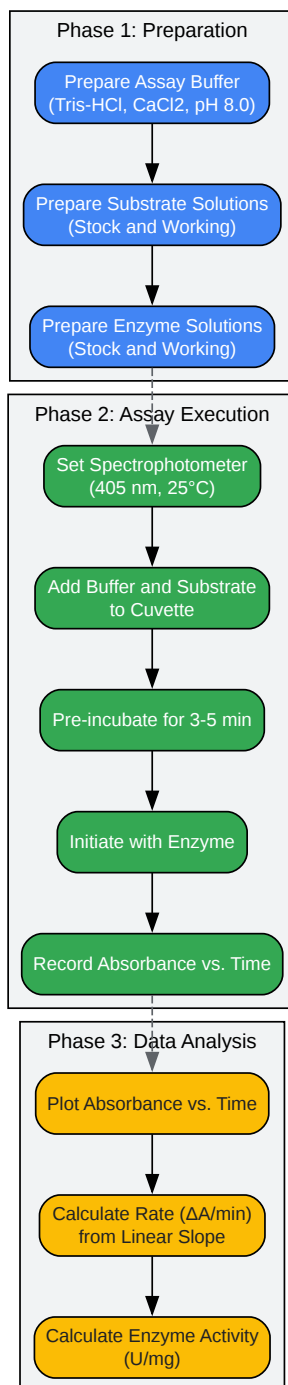 Phase 1: Preparation
Prepare Assay Buffer
(Tris-HCl, CaCl2, pH 8.0)
Prepare Substrate Solutions
(Stock and Working)
Prepare Enzyme Solutions
(Stock and Working)
Phase 2: Assay Execution
Set Spectrophotometer
(405 nm, 25°C)
Add Buffer and Substrate
to Cuvette
Pre-incubate for 3-5 min
Initiate with Enzyme
Record Absorbance vs. Time
Phase 3: Data Analysis
Plot Absorbance vs. Time
Calculate Rate (ΔA/min)
from Linear Slope
Calculate Enzyme Activity
(U/mg)